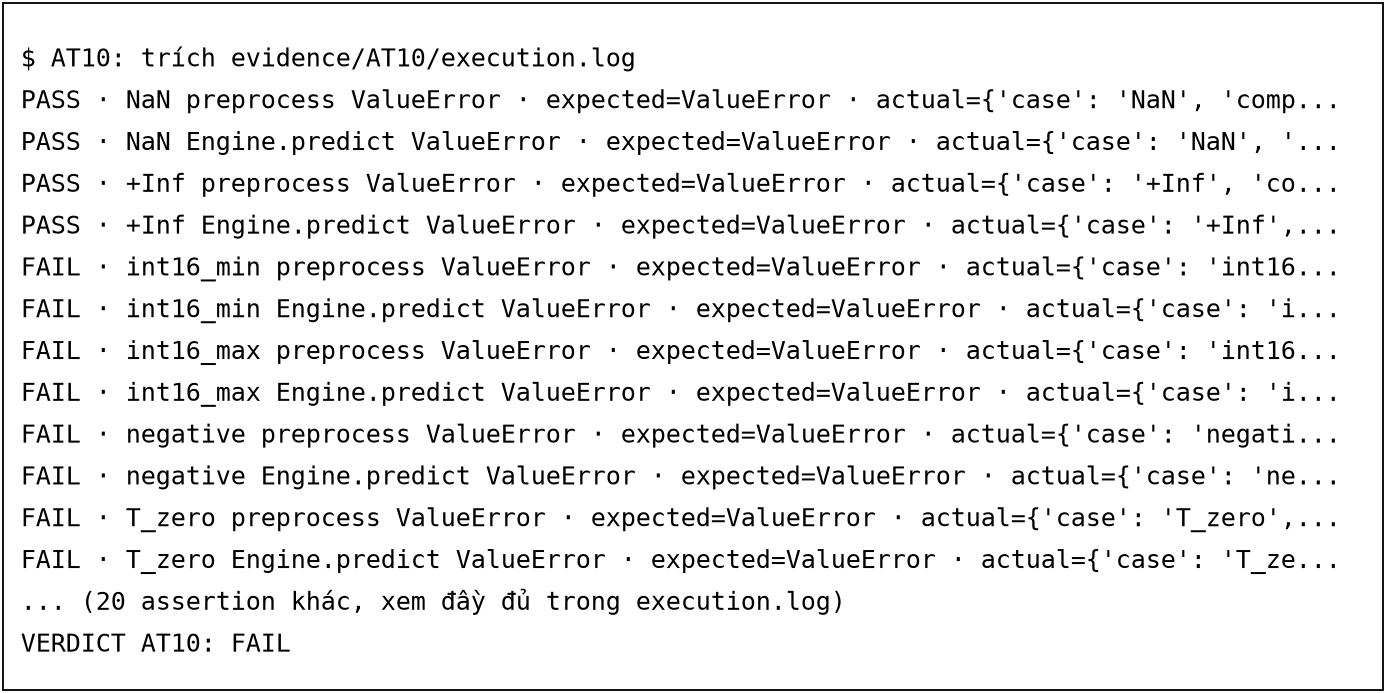 $ AT10: trích evidence/AT10/execution.log
PASS · NaN preprocess ValueError · expected=ValueError · actual={'case': 'NaN', 'comp...
PASS · NaN Engine.predict ValueError · expected=ValueError · actual={'case': 'NaN', '...
PASS · +Inf preprocess ValueError · expected=ValueError · actual={'case': '+Inf', 'co...
PASS · +Inf Engine.predict ValueError · expected=ValueError · actual={'case': '+Inf',...
FAIL · int16_min preprocess ValueError · expected=ValueError · actual={'case': 'int16...
FAIL · int16_min Engine.predict ValueError · expected=ValueError · actual={'case': 'i...
FAIL · int16_max preprocess ValueError · expected=ValueError · actual={'case': 'int16...
FAIL · int16_max Engine.predict ValueError · expected=ValueError · actual={'case': 'i...
FAIL · negative preprocess ValueError · expected=ValueError · actual={'case': 'negati...
FAIL · negative Engine.predict ValueError · expected=ValueError · actual={'case': 'ne...
FAIL · T_zero preprocess ValueError · expected=ValueError · actual={'case': 'T_zero',...
FAIL · T_zero Engine.predict ValueError · expected=ValueError · actual={'case': 'T_ze...
... (20 assertion khác, xem đầy đủ trong execution.log)
VERDICT AT10: FAIL